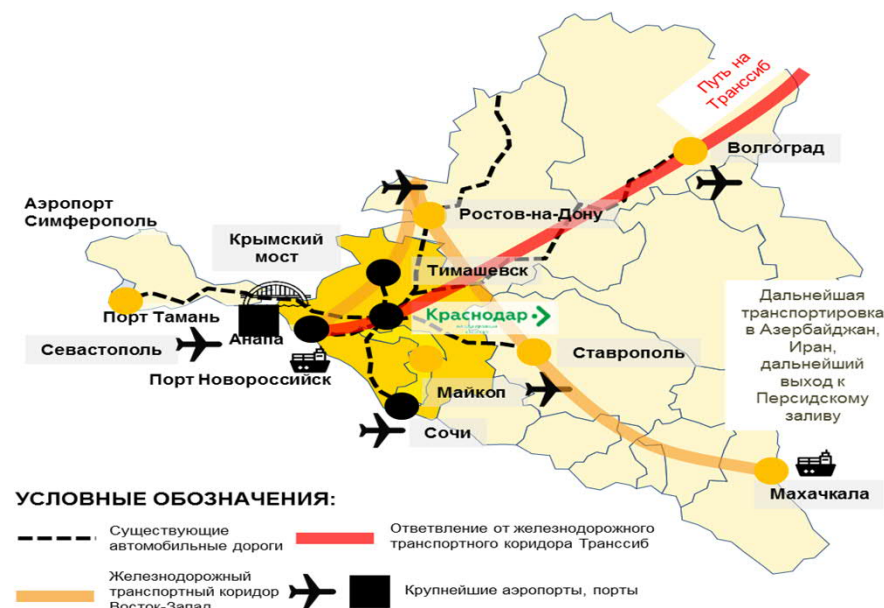 Путь на
Транссиб
Волгоград
Аэропорт
Симферополь
Ростов-на-Дону
Крымский
мост
Тимашевск
Дальнейшая
транспортировка
в Азербайджан,
Иран,
дальнейший
выход к
Персидскому
заливу
Порт Тамань
Краснодар
Анапа
Севастополь
Ставрополь
Порт Новороссийск
Майкоп
Сочи
Махачкала
УСЛОВНЫЕ ОБОЗНАЧЕНИЯ:
Существующие
автомобильные дороги
Ответвление от железнодорожного
транспортного коридора Транссиб
Железнодорожный
транспортный коридор
Восток-Запад
Крупнейшие аэропорты, порты